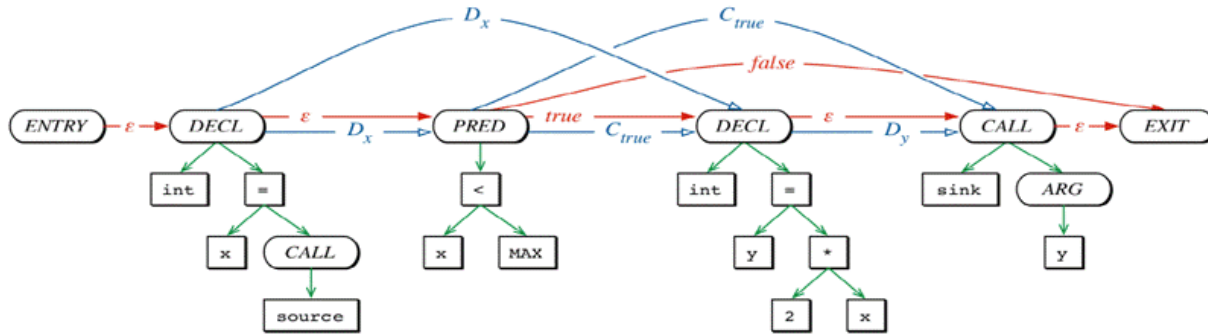 D_x C_true
false
ENTRY ε DECL ε PRED true DECL ε CALL ε EXIT
D_x C_true D_y
int = < int = sink ARG
x CALL x MAX y * y
source 2 x